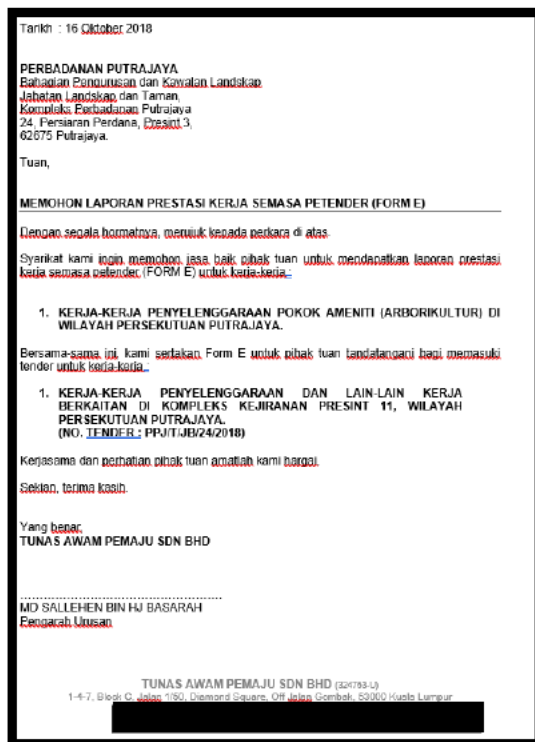 Tarikh : 16 Oktober 2018
PERBADANAN PUTRAJAYA
Bahagian Pengurusan dan Kawalan Landskap
Jabatan Landskap dan Taman,
Kompleks Perbadanan Putrajaya
24, Persiaran Perdana, Presint 3,
62675 Putrajaya.
Tuan,
MEMOHON LAPORAN PRESTASI KERJA SEMASA PETENDER (FORM E)
Dengan segala hormatnya, merujuk kepada perkara di atas.
Syarikat kami ingin memohon jasa baik pihak tuan untuk mendapatkan laporan prestasi
kerja semasa petender (FORM E) untuk kerja-kerja :
1. KERJA-KERJA PENYELENGGARAAN POKOK AMENITI (ARBORIKULTUR) DI
WILAYAH PERSEKUTUAN PUTRAJAYA.
Bersama-sama ini, kami sertakan Form E untuk pihak tuan tandatangani bagi memasuki
tender untuk kerja-kerja :
1. KERJA-KERJA PENYELENGGARAAN DAN LAIN-LAIN KERJA
BERKAITAN DI KOMPLEKS KEJIRANAN PRESINT 11, WILAYAH
PERSEKUTUAN PUTRAJAYA.
(NO. TENDER : PPJ/T/JB/24/2018)
Kerjasama dan perhatian pihak tuan amatlah kami hargai.
Sekian, terima kasih.
Yang benar,
TUNAS AWAM PEMAJU SDN BHD
..................................................
MD SALLEHEN BIN HJ BASARAH
Pengarah Urusan
TUNAS AWAM PEMAJU SDN BHD (324763-U)
1-4-7, Block C, Jalan 1/50, Diamond Square, Off Jalan Gombak, 53000 Kuala Lumpur